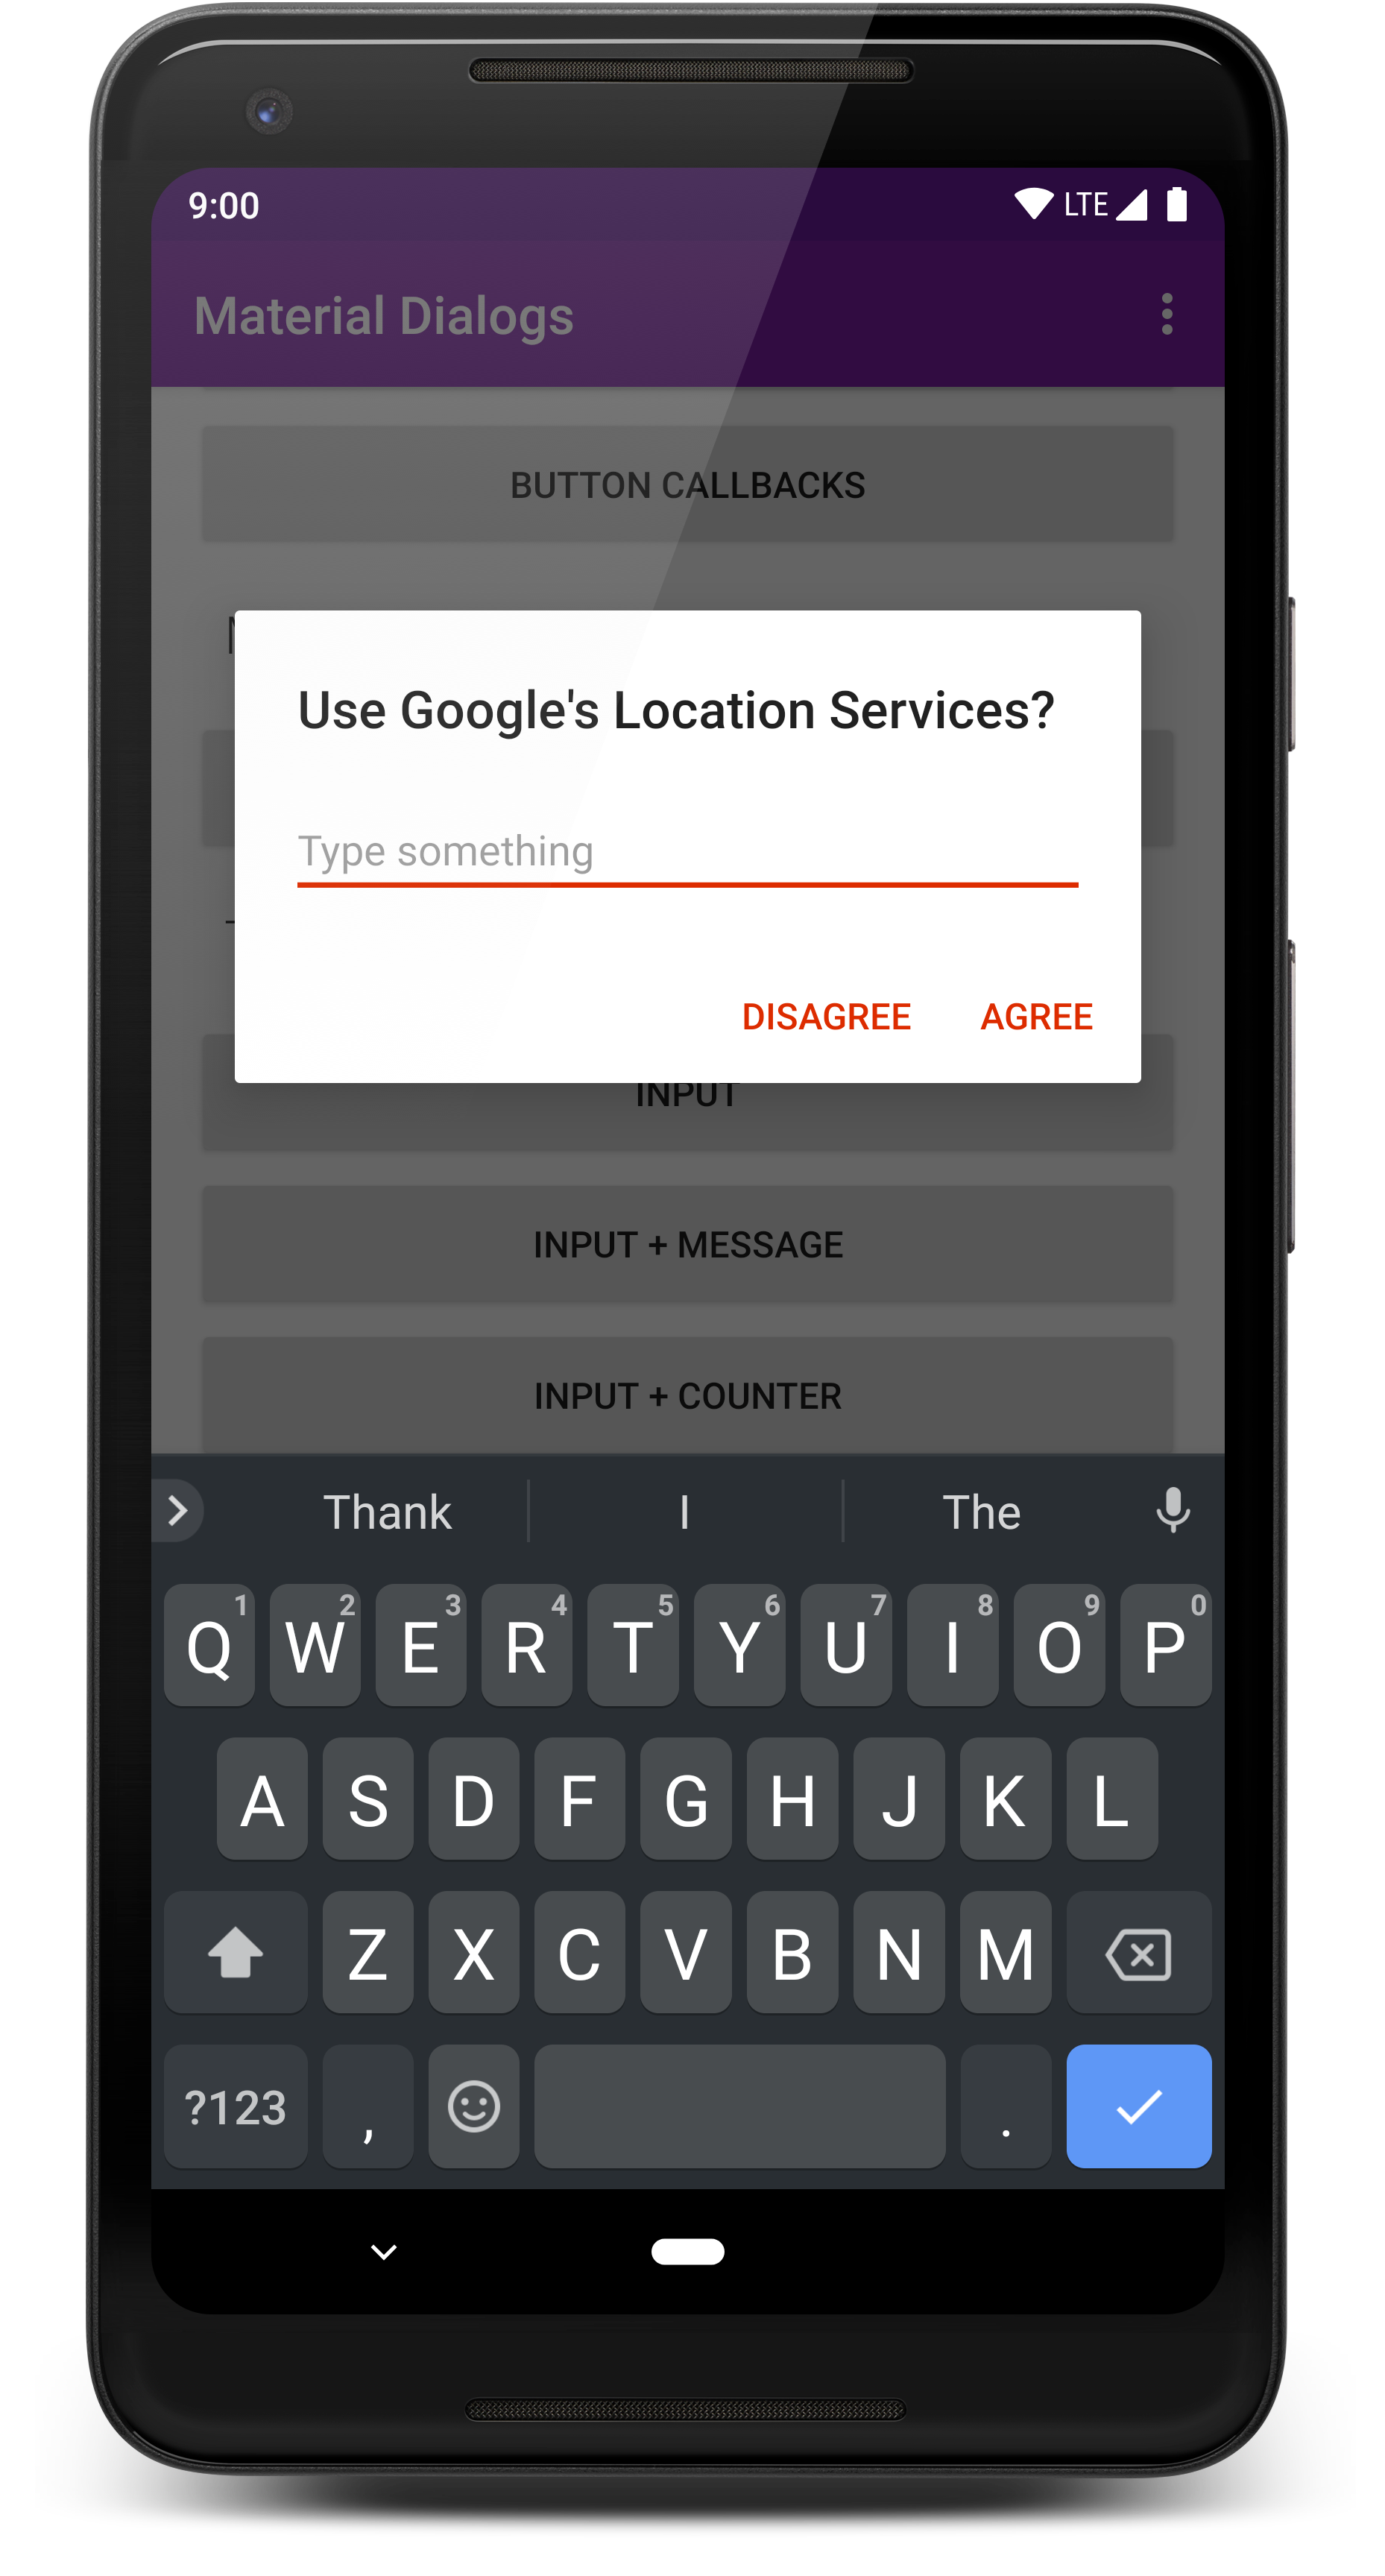 9:00 LTE
Material Dialogs
BUTTON CALLBACKS
Use Google's Location Services?
Type something
DISAGREE AGREE
INPUT
INPUT + MESSAGE
INPUT + COUNTER
Thank I The
1 2 3 4 5 6 7 8 9 0
Q W E R T Y U I O P
A S D F G H J K L
Z X C V B N M
?123 , .